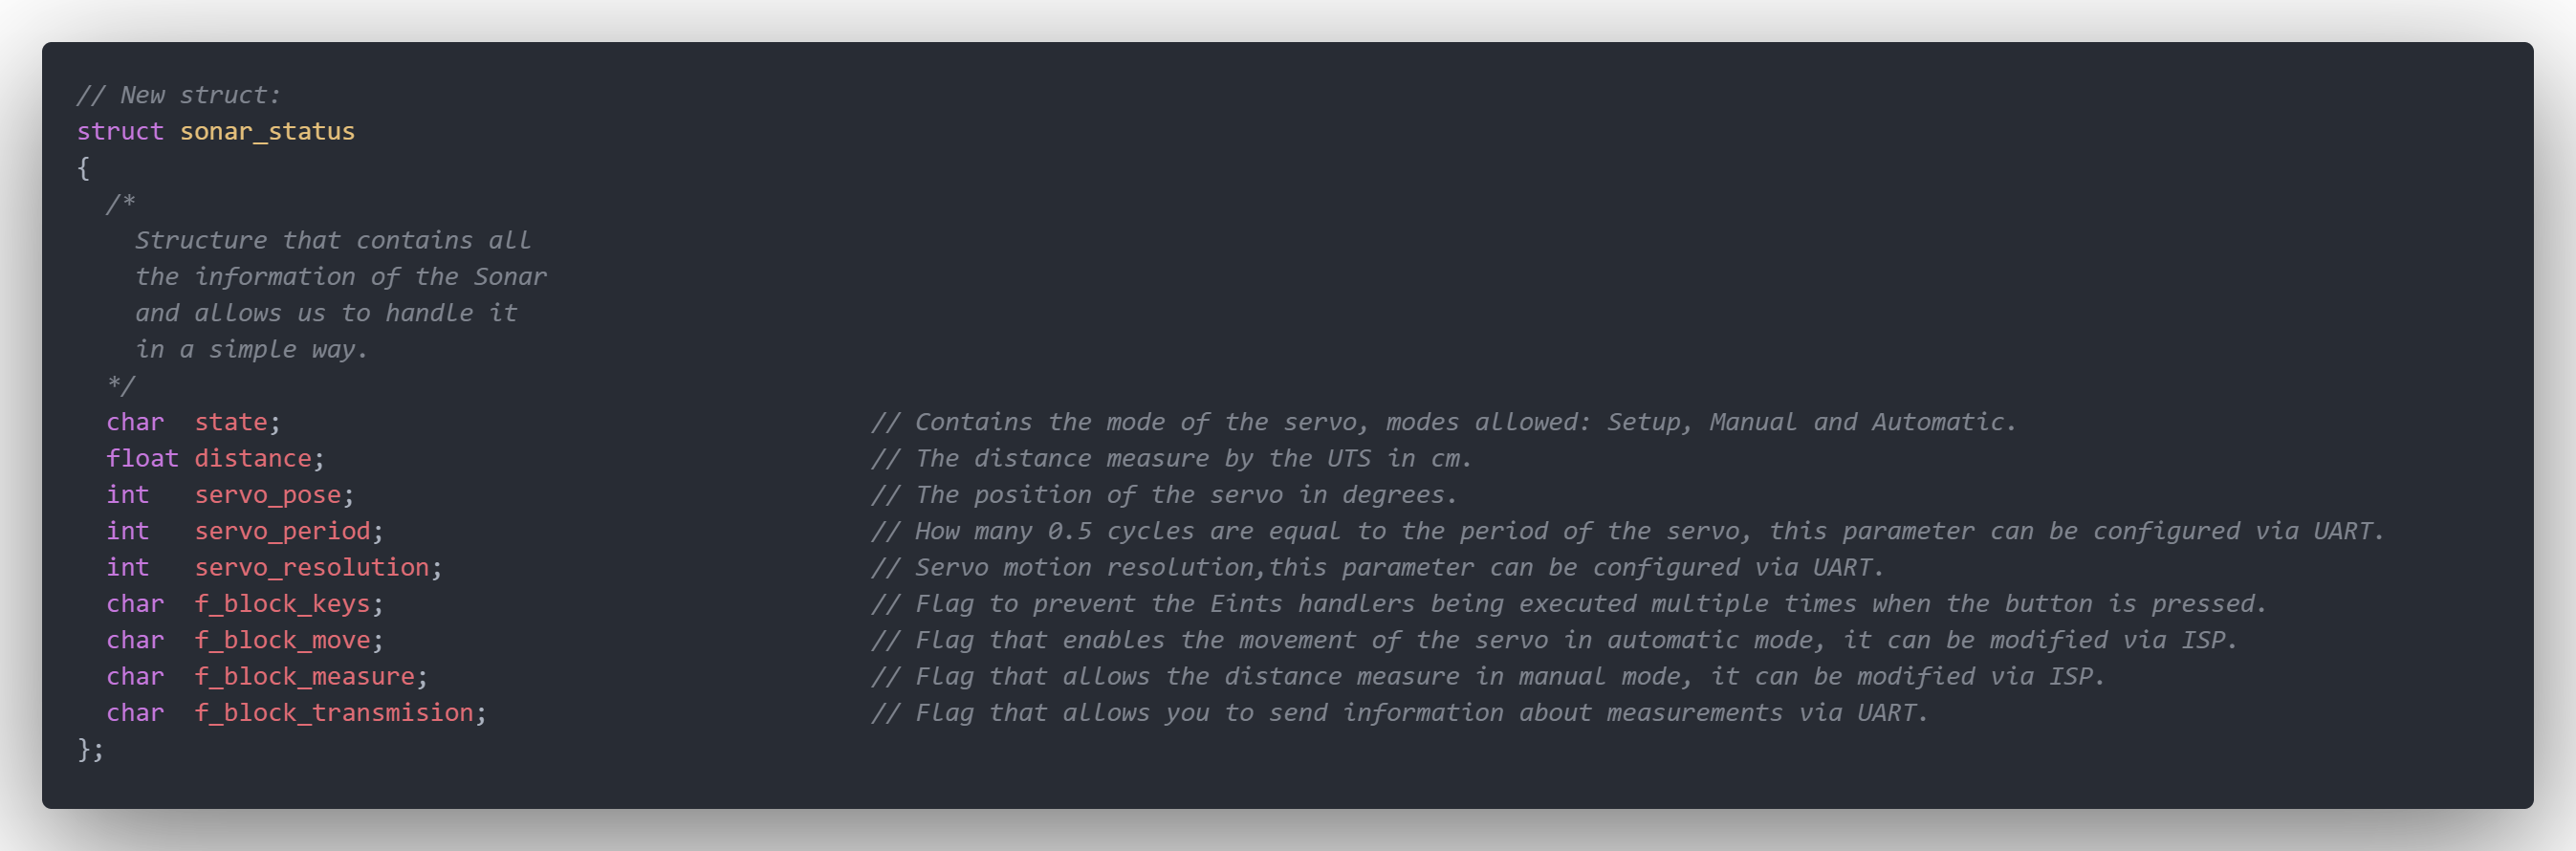 // New struct:
struct sonar_status
{
  /*
    Structure that contains all
    the information of the Sonar
    and allows us to handle it
    in a simple way.
  */
  char  state;                                        // Contains the mode of the servo, modes allowed: Setup, Manual and Automatic.
  float distance;                                     // The distance measure by the UTS in cm.
  int   servo_pose;                                   // The position of the servo in degrees.
  int   servo_period;                                 // How many 0.5 cycles are equal to the period of the servo, this parameter can be configured via UART.
  int   servo_resolution;                             // Servo motion resolution,this parameter can be configured via UART.
  char  f_block_keys;                                 // Flag to prevent the Eints handlers being executed multiple times when the button is pressed.
  char  f_block_move;                                 // Flag that enables the movement of the servo in automatic mode, it can be modified via ISP.
  char  f_block_measure;                              // Flag that allows the distance measure in manual mode, it can be modified via ISP.
  char  f_block_transmision;                          // Flag that allows you to send information about measurements via UART.
};